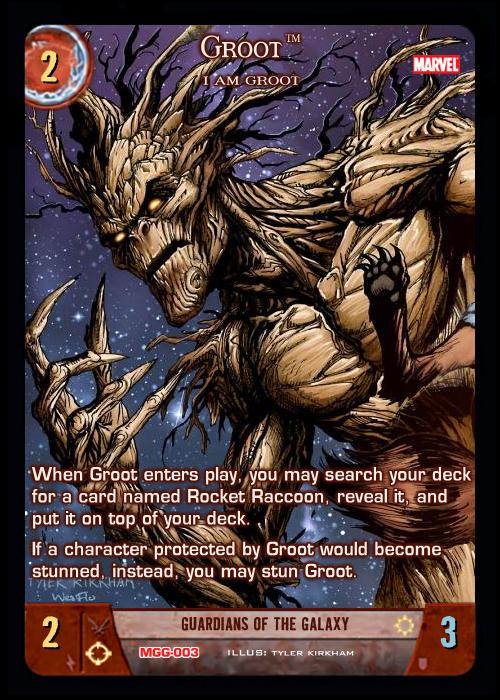 2
GROOT™
I AM GROOT
MARVEL
When Groot enters play, you may search your deck
for a card named Rocket Raccoon, reveal it, and
put it on top of your deck.
If a character protected by Groot would become
stunned, instead, you may stun Groot.
TYLER KIRKHAM
2
GUARDIANS OF THE GALAXY
3
MGG-003 ILLUS: TYLER KIRKHAM